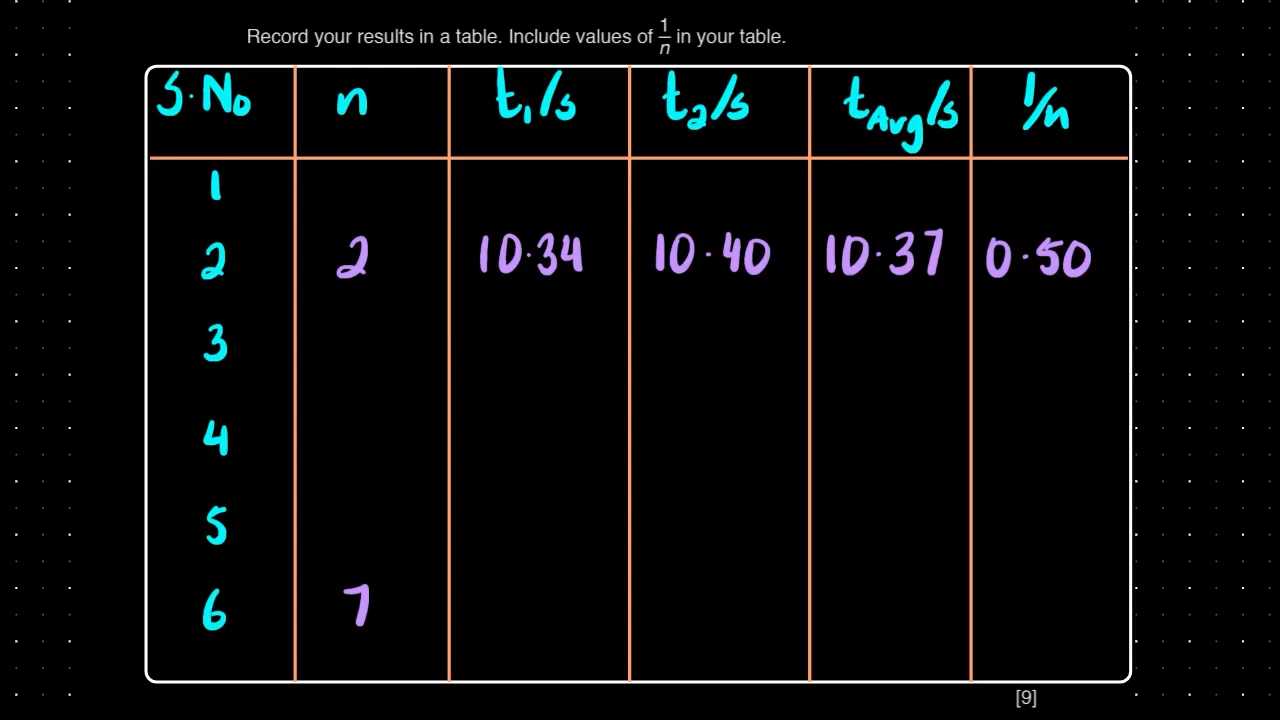 Record your results in a table. Include values of 1/n in your table.
S.No n t₁/s t₂/s tAvg/s 1/n
1
2 2 10.34 10.40 10.37 0.50
3
4
5
6 7
[9]